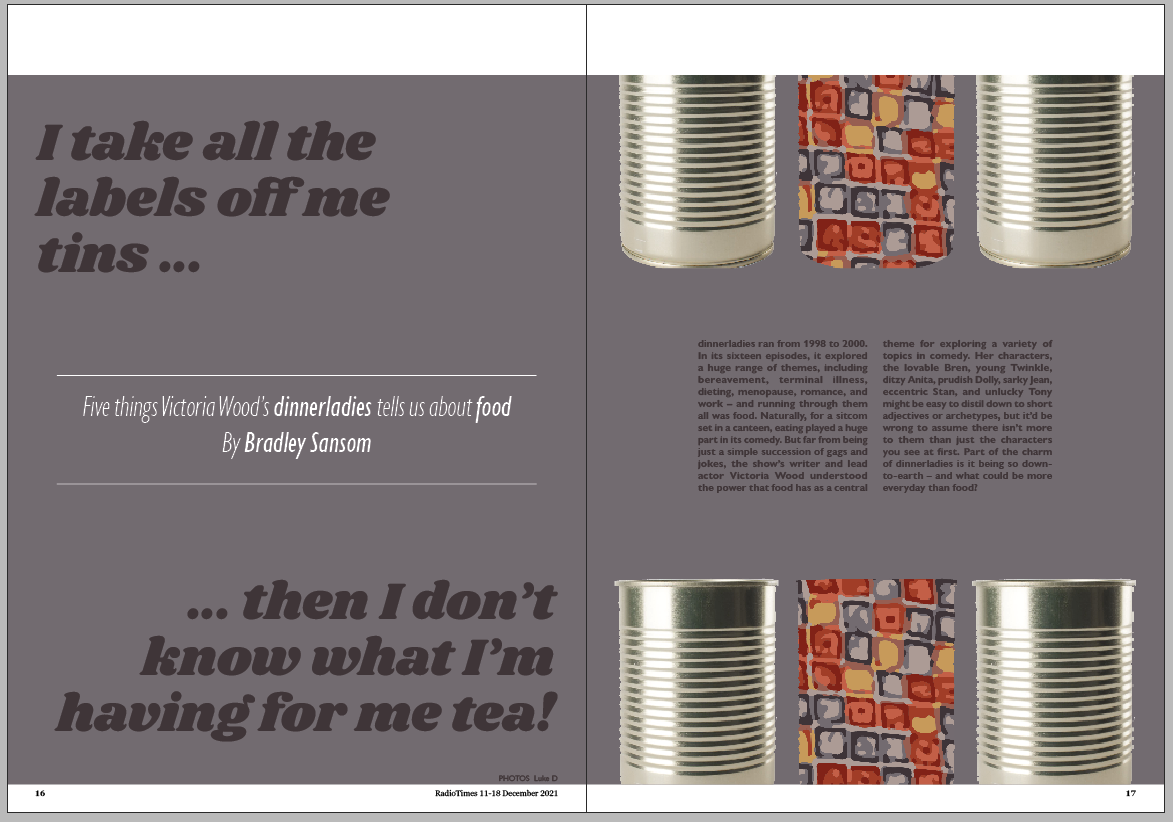 I take all the
labels off me
tins ...
Five things Victoria Wood's dinnerladies tells us about food
By Bradley Sansom
... then I don't
know what I'm
having for me tea!
PHOTOS Luke D
16
RadioTimes 11-18 December 2021
dinnerladies ran from 1998 to 2000.
In its sixteen episodes, it explored
a huge range of themes, including
bereavement, terminal illness,
dieting, menopause, romance, and
work – and running through them
all was food. Naturally, for a sitcom
set in a canteen, eating played a huge
part in its comedy. But far from being
just a simple succession of gags and
jokes, the show's writer and lead
actor Victoria Wood understood
the power that food has as a central
theme for exploring a variety of
topics in comedy. Her characters,
the lovable Bren, young Twinkle,
ditzy Anita, prudish Dolly, sarky Jean,
eccentric Stan, and unlucky Tony
might be easy to distil down to short
adjectives or archetypes, but it'd be
wrong to assume there isn't more
to them than just the characters
you see at first. Part of the charm
of dinnerladies is it being so down-
to-earth – and what could be more
everyday than food?
17